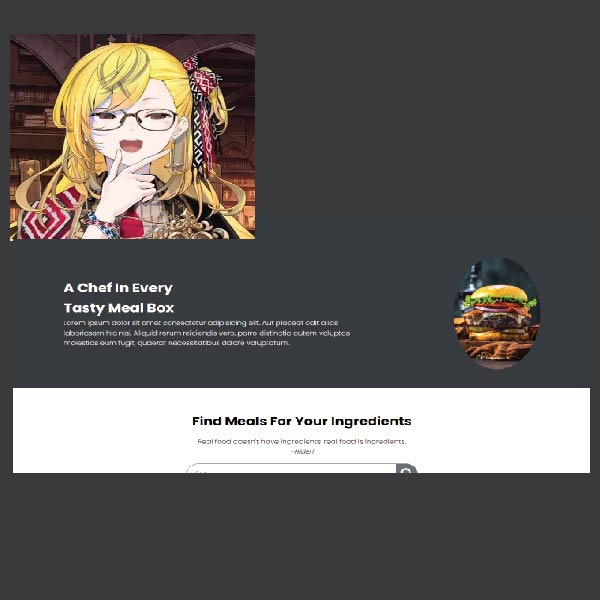 A Chef In Every
Tasty Meal Box
Lorem ipsum dolor sit amet consectetur adipisicing elit. Aut placeat odit alias
laboriosam hic nisi. Aliquid rerum reiciendis vero, porro distinctio autem voluptas
molestias eum fugit, quaerat necessitatibus dolore voluptatum.
Find Meals For Your Ingredients
Real food doesn't have ingredients, real food is ingredients.